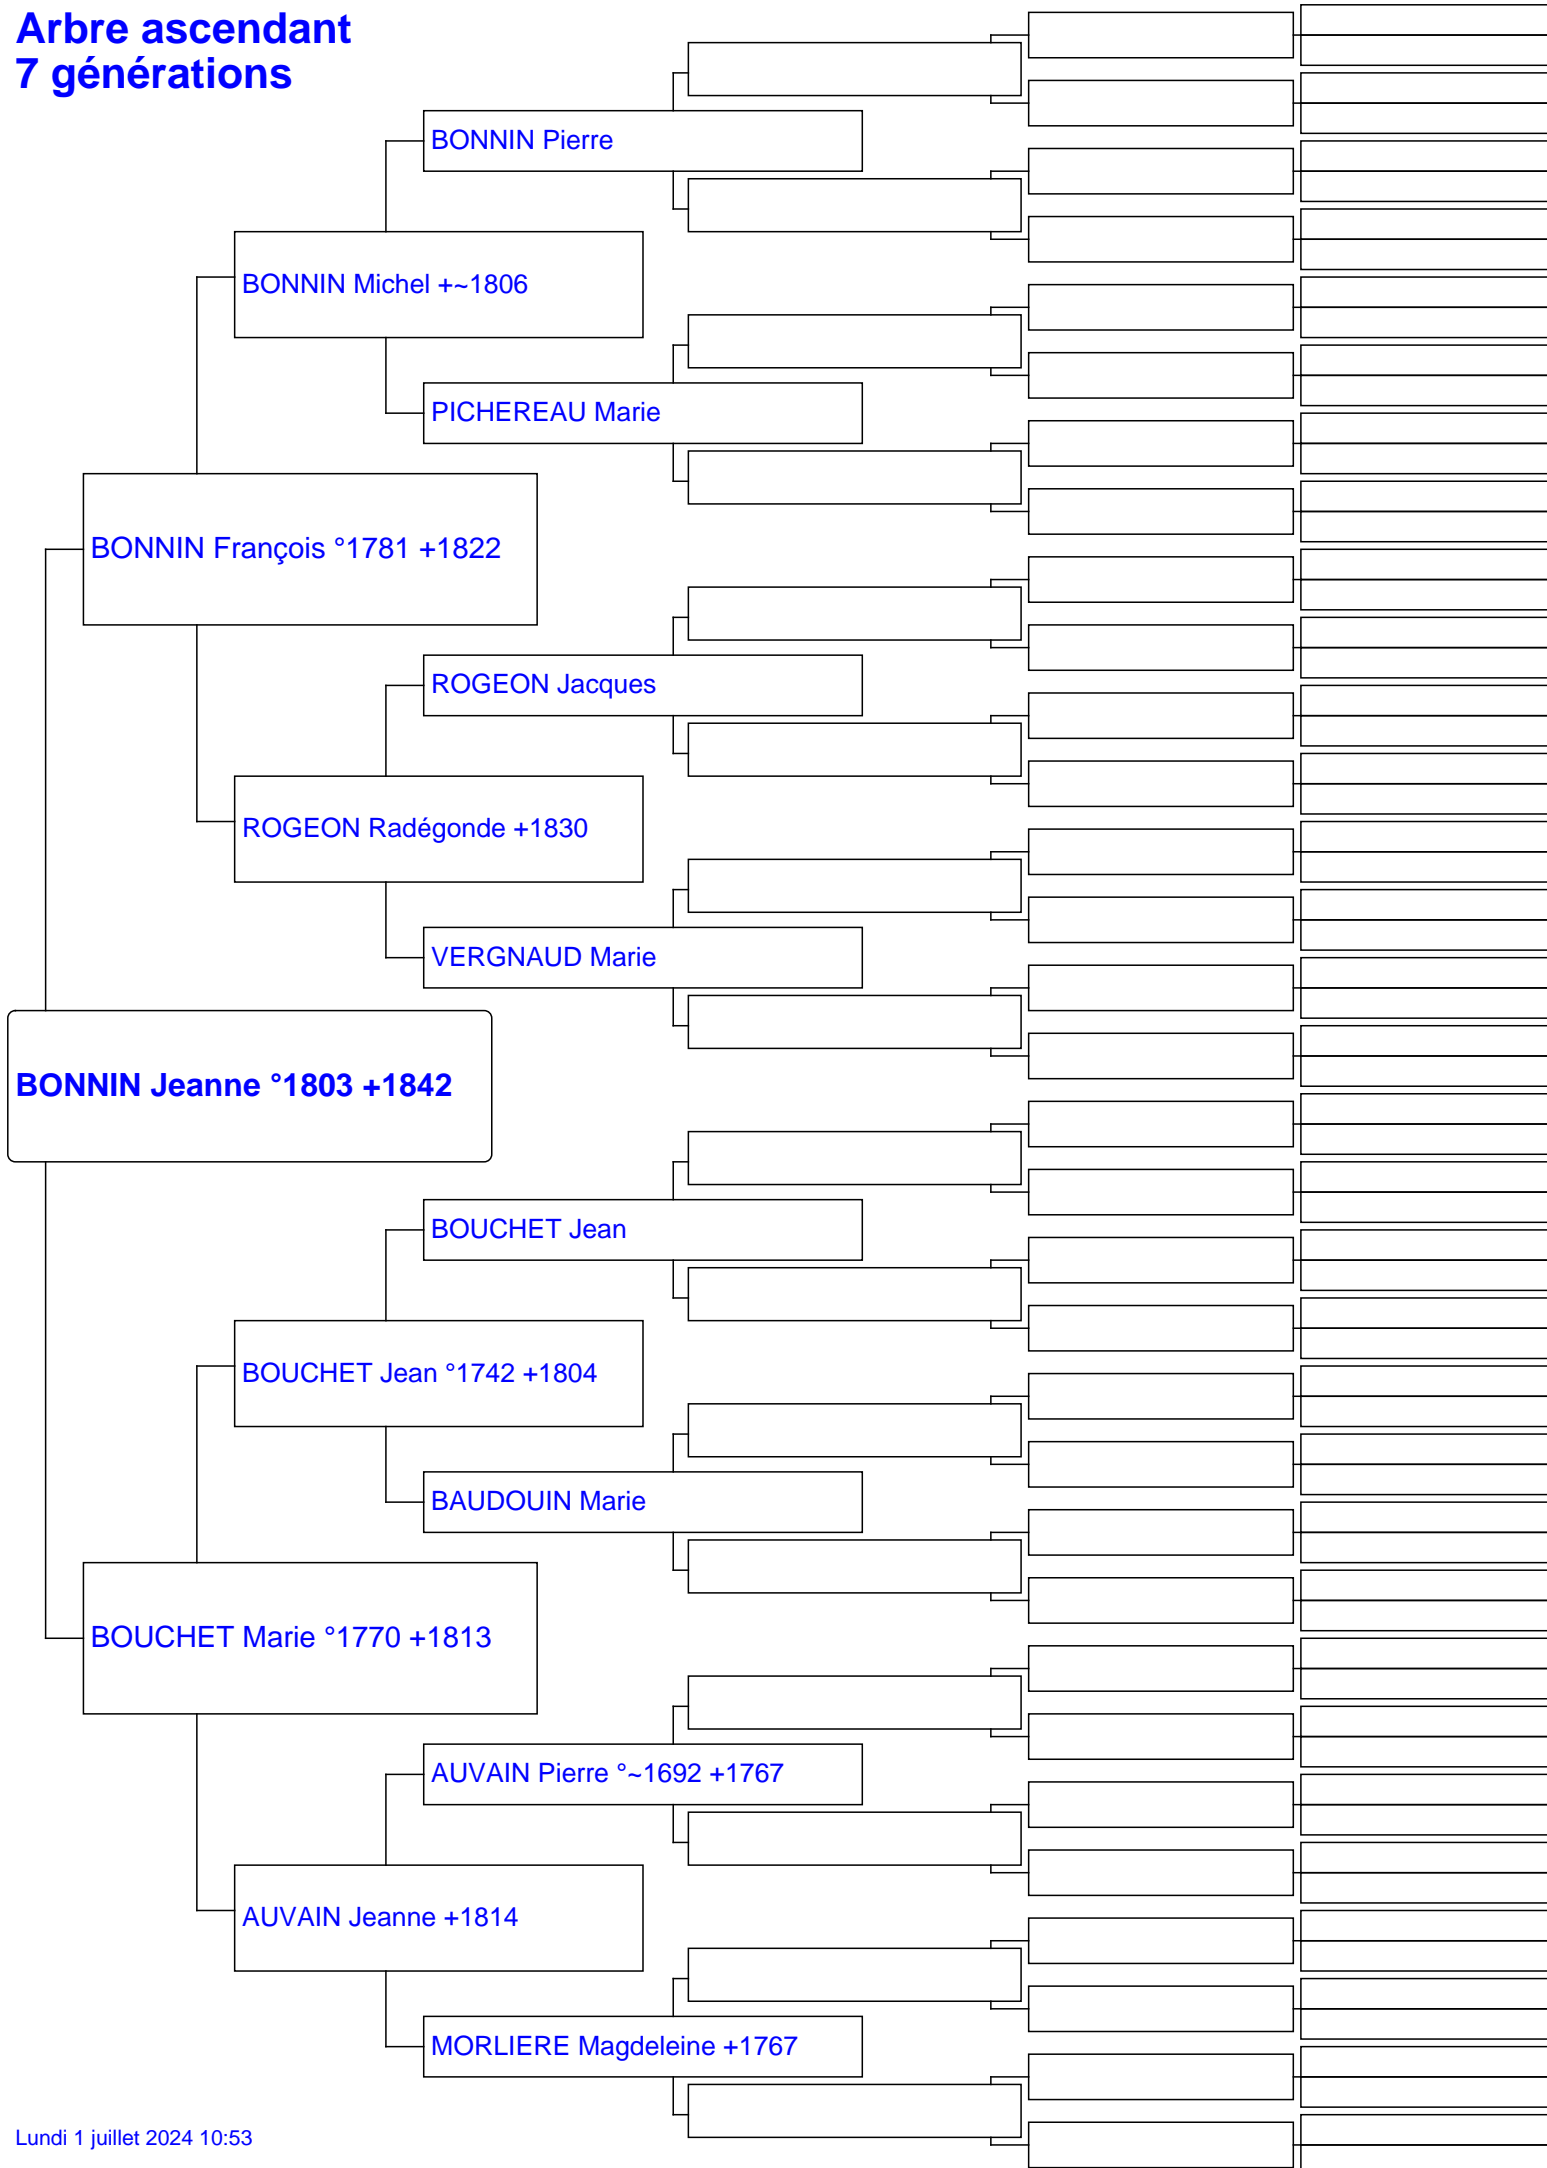 Arbre ascendant
7 générations
BONNIN Pierre
BONNIN Michel +~1806
PICHEREAU Marie
BONNIN François °1781 +1822
ROGEON Jacques
ROGEON Radégonde +1830
VERGNAUD Marie
BONNIN Jeanne °1803 +1842
BOUCHET Jean
BOUCHET Jean °1742 +1804
BAUDOUIN Marie
BOUCHET Marie °1770 +1813
AUVAIN Pierre °~1692 +1767
AUVAIN Jeanne +1814
MORLIERE Magdeleine +1767
Lundi 1 juillet 2024 10:53